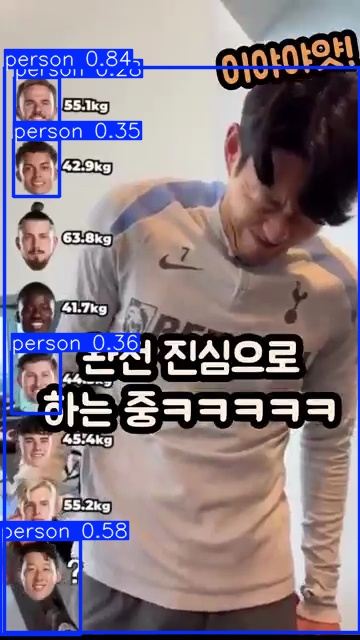 person 0.84
person 0.28
이야야얏!
55.1kg
person 0.35
42.9kg
63.8kg
7
41.7kg
person 0.36
완전 진심으로
하는 중ㅋㅋㅋㅋㅋ
45.4kg
55.2kg
person 0.58
?